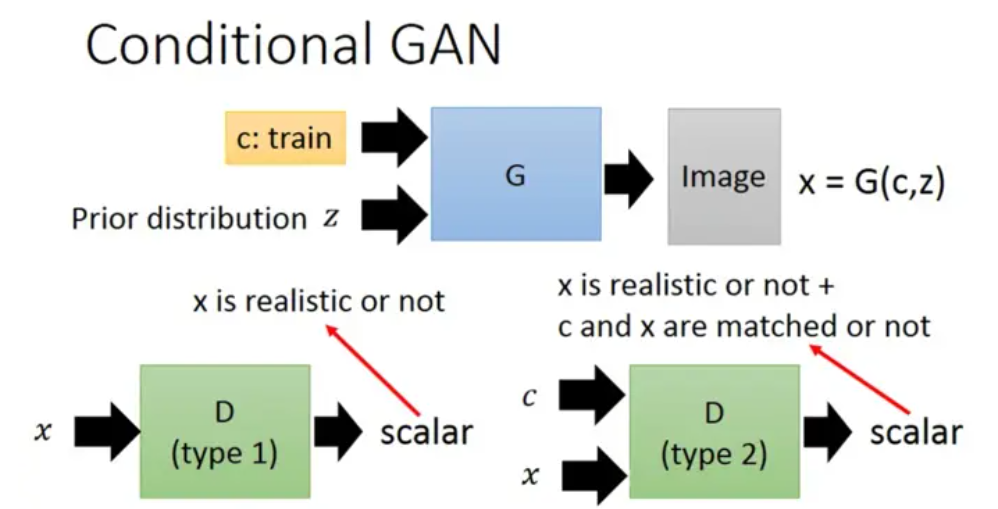 Conditional GAN
c: train
G
Image
x = G(c,z)
Prior distribution z
x is realistic or not
x is realistic or not +
c and x are matched or not
x
D
(type 1)
scalar
c
x
D
(type 2)
scalar